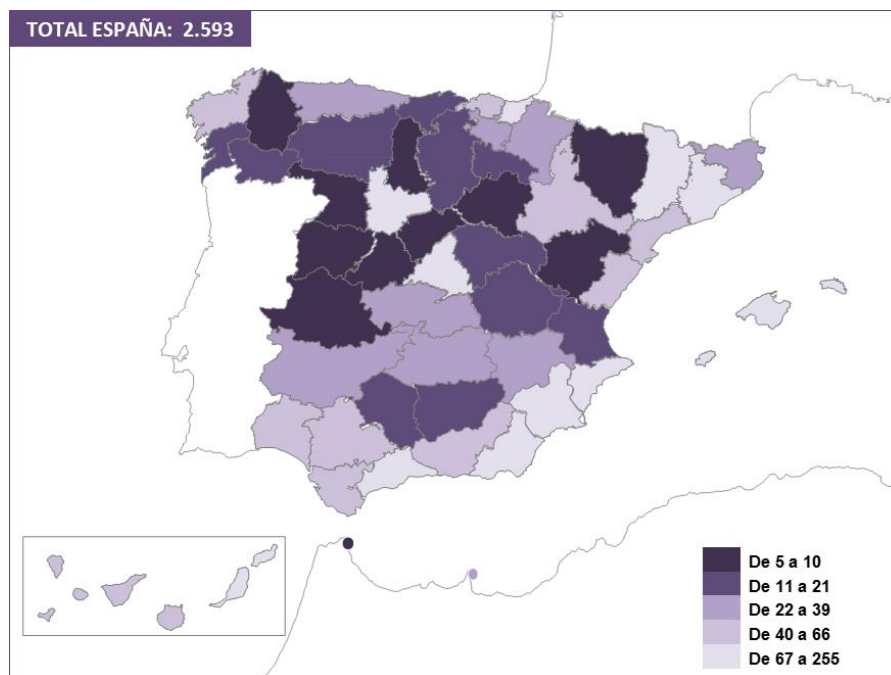 TOTAL ESPAÑA: 2.593
De 5 a 10
De 11 a 21
De 22 a 39
De 40 a 66
De 67 a 255